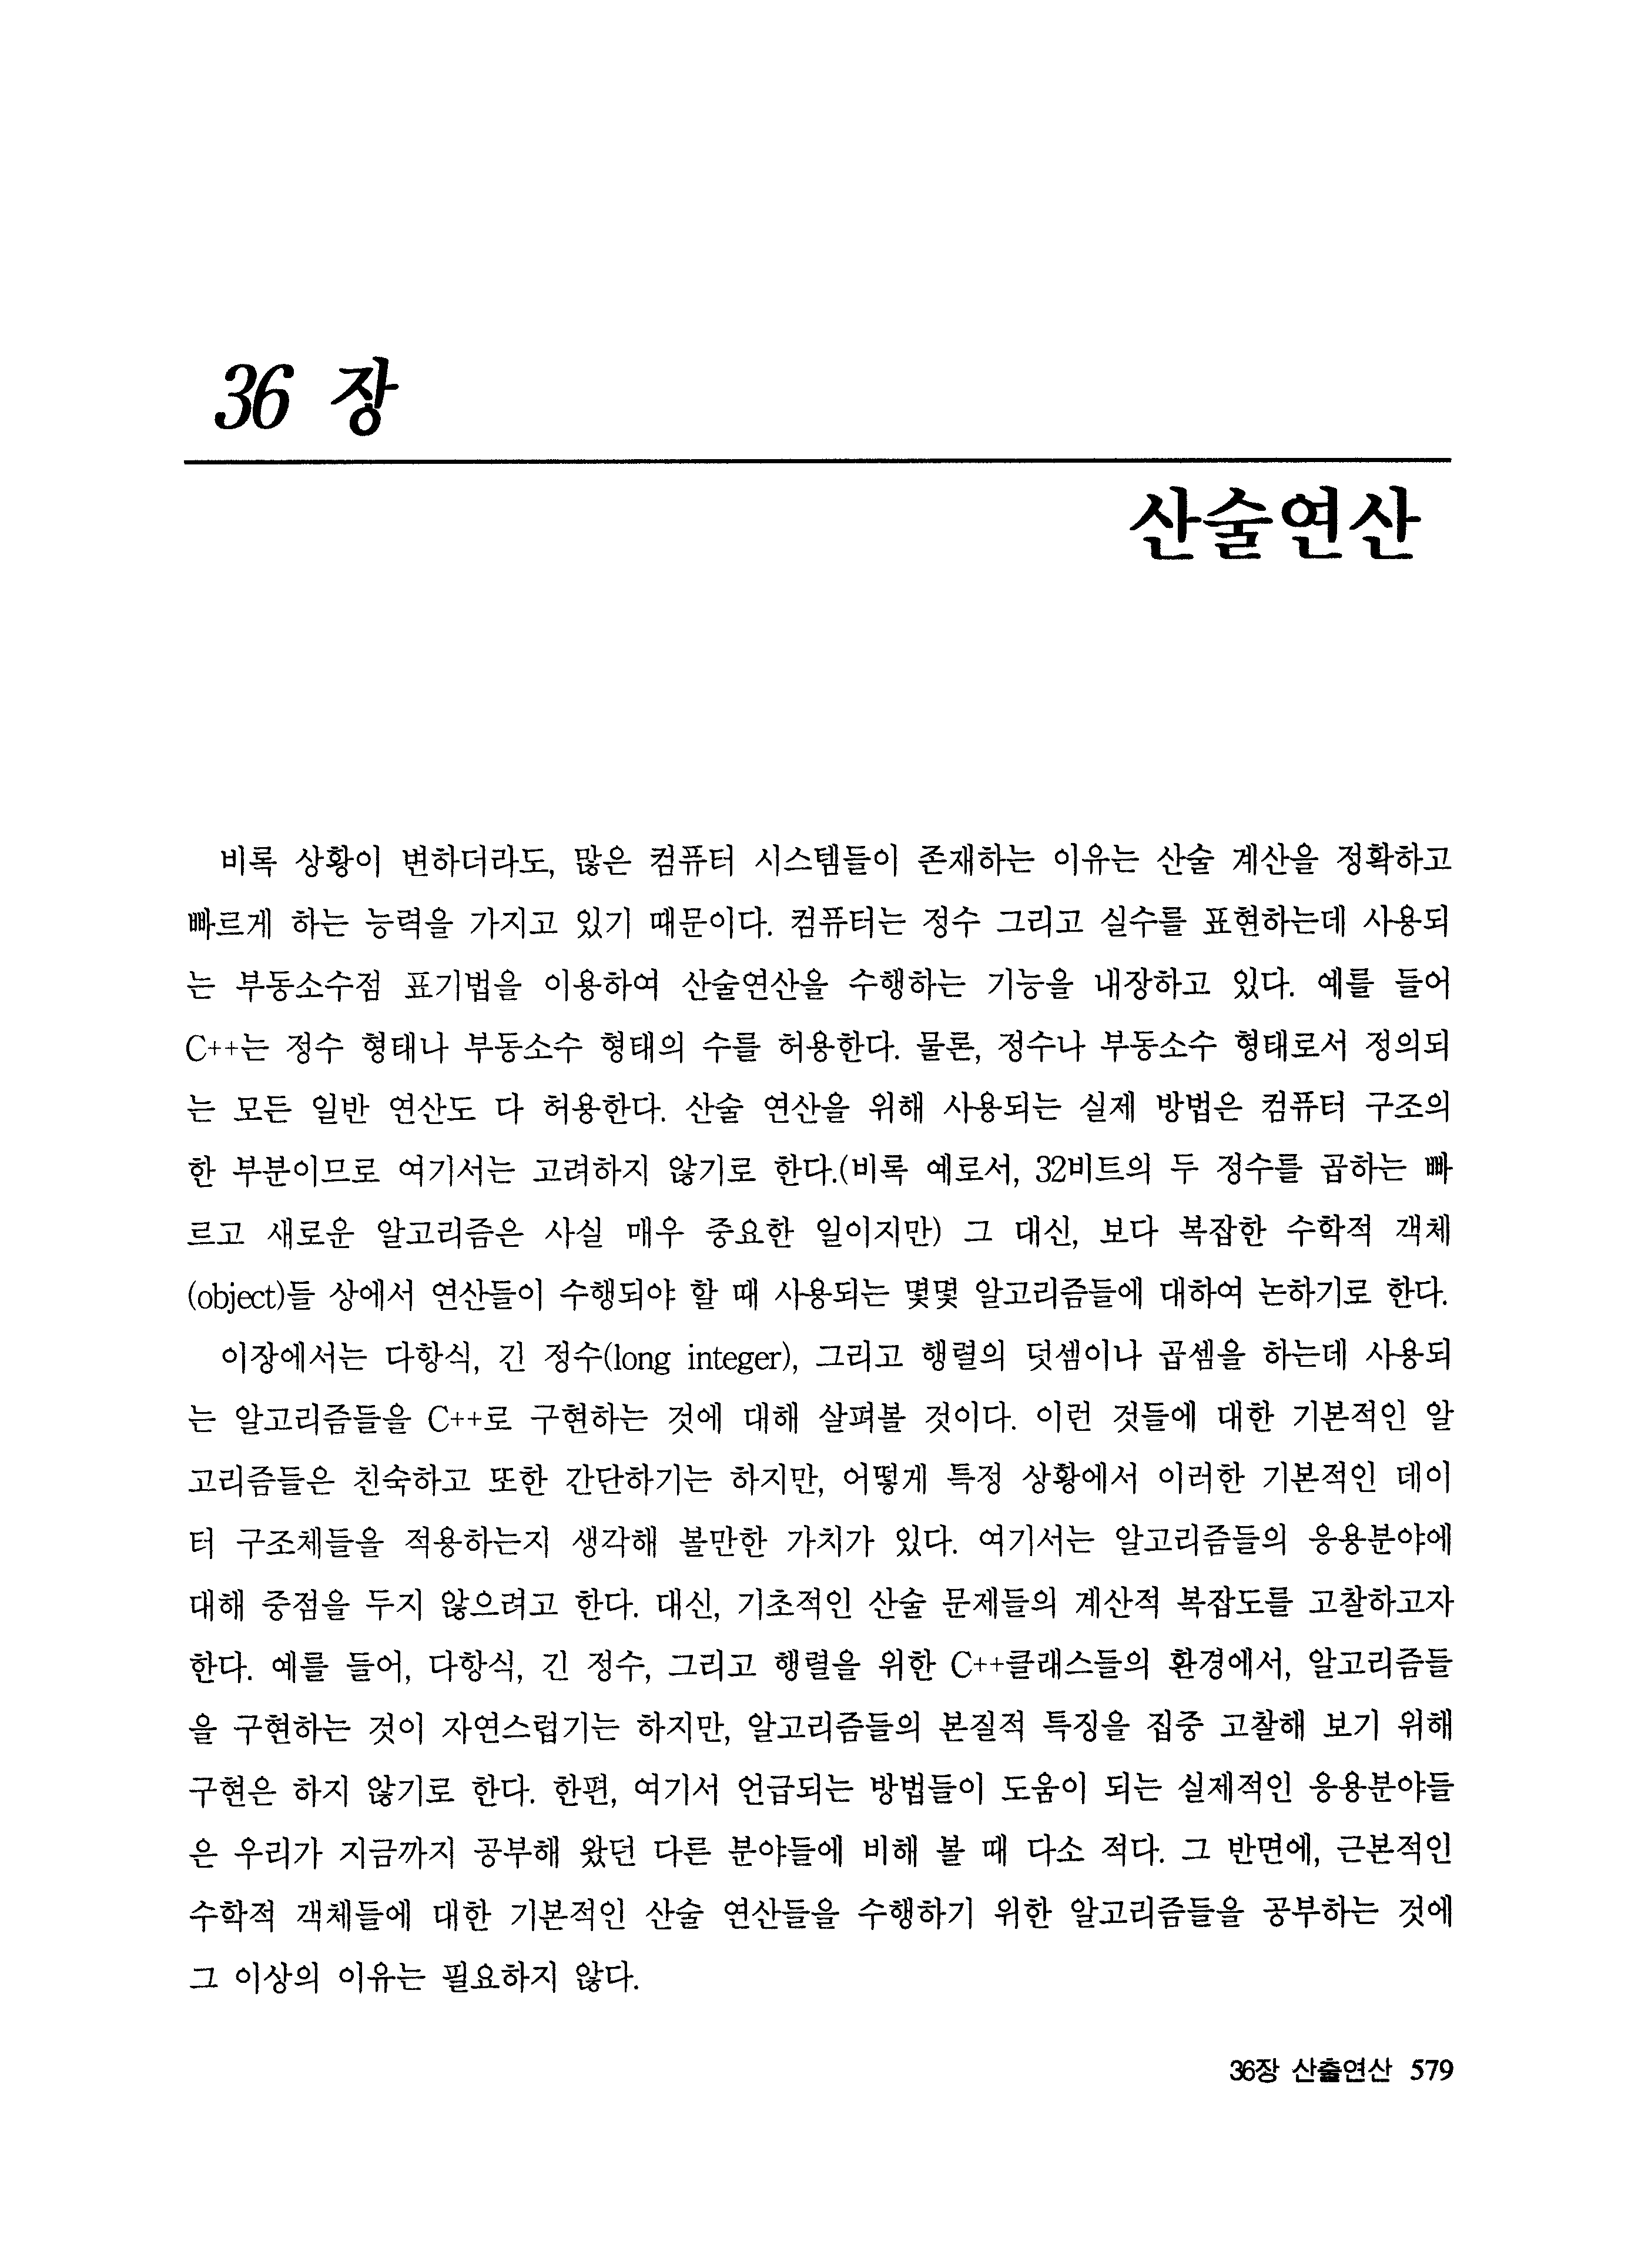 36 장
산술연산
비록 상황이 변하더라도, 많은 컴퓨터 시스템들이 존재하는 이유는 산술 계산을 정확하고
빠르게 하는 능력을 가지고 있기 때문이다. 컴퓨터는 정수 그리고 실수를 표현하는데 사용되
는 부동소수점 표기법을 이용하여 산술연산을 수행하는 기능을 내장하고 있다. 예를 들어
C++는 정수 형태나 부동소수 형태의 수를 허용한다. 물론, 정수나 부동소수 형태로서 정의되
는 모든 일반 연산도 다 허용한다. 산술 연산을 위해 사용되는 실제 방법은 컴퓨터 구조의
한 부분이므로 여기서는 고려하지 않기로 한다.(비록 예로서, 32비트의 두 정수를 곱하는 빠
르고 새로운 알고리즘은 사실 매우 중요한 일이지만) 그 대신, 보다 복잡한 수학적 객체
(object)들 상에서 연산들이 수행되야 할 때 사용되는 몇몇 알고리즘들에 대하여 논하기로 한다.
이장에서는 다항식, 긴 정수(long integer), 그리고 행렬의 덧셈이나 곱셈을 하는데 사용되
는 알고리즘들을 C++로 구현하는 것에 대해 살펴볼 것이다. 이런 것들에 대한 기본적인 알
고리즘들은 친숙하고 또한 간단하기는 하지만, 어떻게 특정 상황에서 이러한 기본적인 데이
터 구조체들을 적용하는지 생각해 볼만한 가치가 있다. 여기서는 알고리즘들의 응용분야에
대해 중점을 두지 않으려고 한다. 대신, 기초적인 산술 문제들의 계산적 복잡도를 고찰하고자
한다. 예를 들어, 다항식, 긴 정수, 그리고 행렬을 위한 C++클래스들의 환경에서, 알고리즘들
을 구현하는 것이 자연스럽기는 하지만, 알고리즘들의 본질적 특징을 집중 고찰해 보기 위해
구현은 하지 않기로 한다. 한편, 여기서 언급되는 방법들이 도움이 되는 실제적인 응용분야들
은 우리가 지금까지 공부해 왔던 다른 분야들에 비해 볼 때 다소 적다. 그 반면에, 근본적인
수학적 객체들에 대한 기본적인 산술 연산들을 수행하기 위한 알고리즘들을 공부하는 것에
그 이상의 이유는 필요하지 않다.
36장 산출연산 579